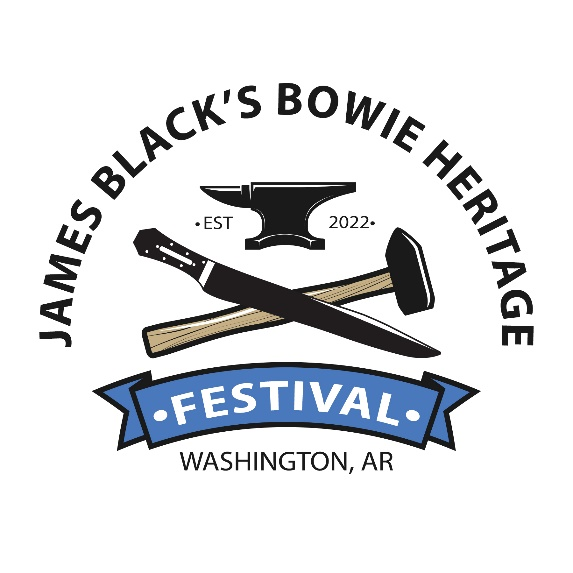 JAMES BLACK'S BOWIE HERITAGE
•EST 2022•
•FESTIVAL•
WASHINGTON, AR